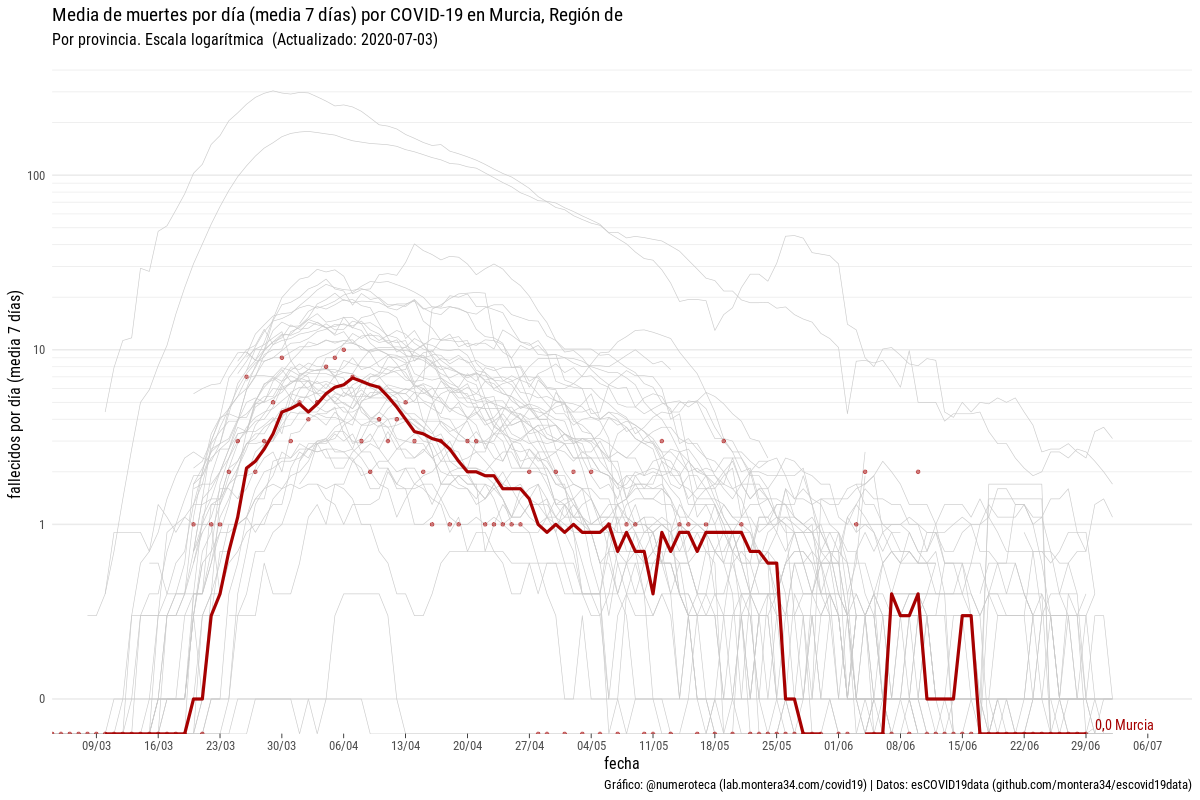 Media de muertes por día (media 7 días) por COVID-19 en Murcia, Región de
Por provincia. Escala logarítmica  (Actualizado: 2020-07-03)
fallecidos por día (media 7 días)
100
10
1
0
0,0 Murcia
09/03 16/03 23/03 30/03 06/04 13/04 20/04 27/04 04/05 11/05 18/05 25/05 01/06 08/06 15/06 22/06 29/06 06/07
fecha
Gráfico: @numeroteca (lab.montera34.com/covid19) | Datos: esCOVID19data (github.com/montera34/escovid19data)